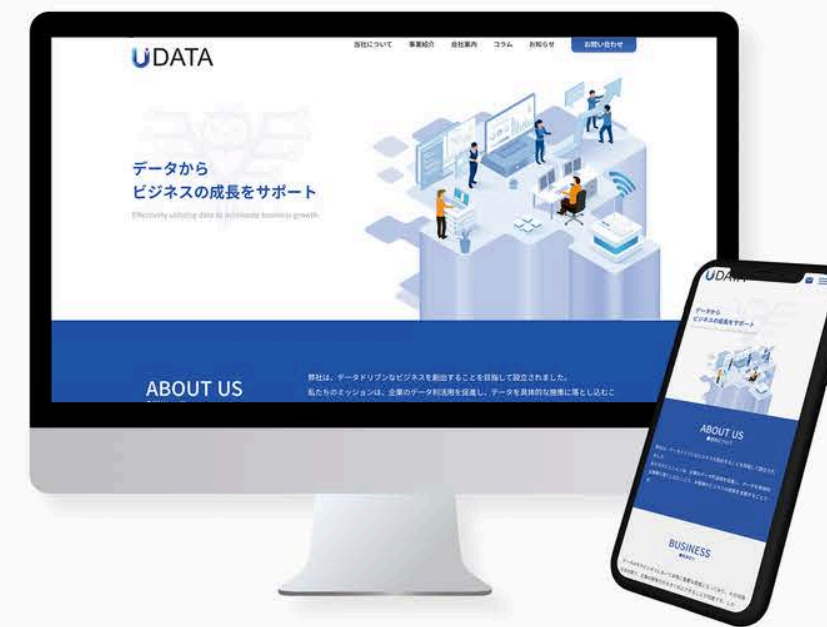 UDATA
当社について 事業紹介 会社案内 コラム お知らせ お問い合わせ
データから
ビジネスの成長をサポート
Effectively utilizing data to accelerate business growth
ABOUT US
弊社は、データドリブンなビジネスを創出することを目指して設立されました。
私たちのミッションは、企業のデータ利活用を促進し、データを具体的な施策に落とし込むこ
データから
ビジネスの成長をサポート
ABOUT US
BUSINESS